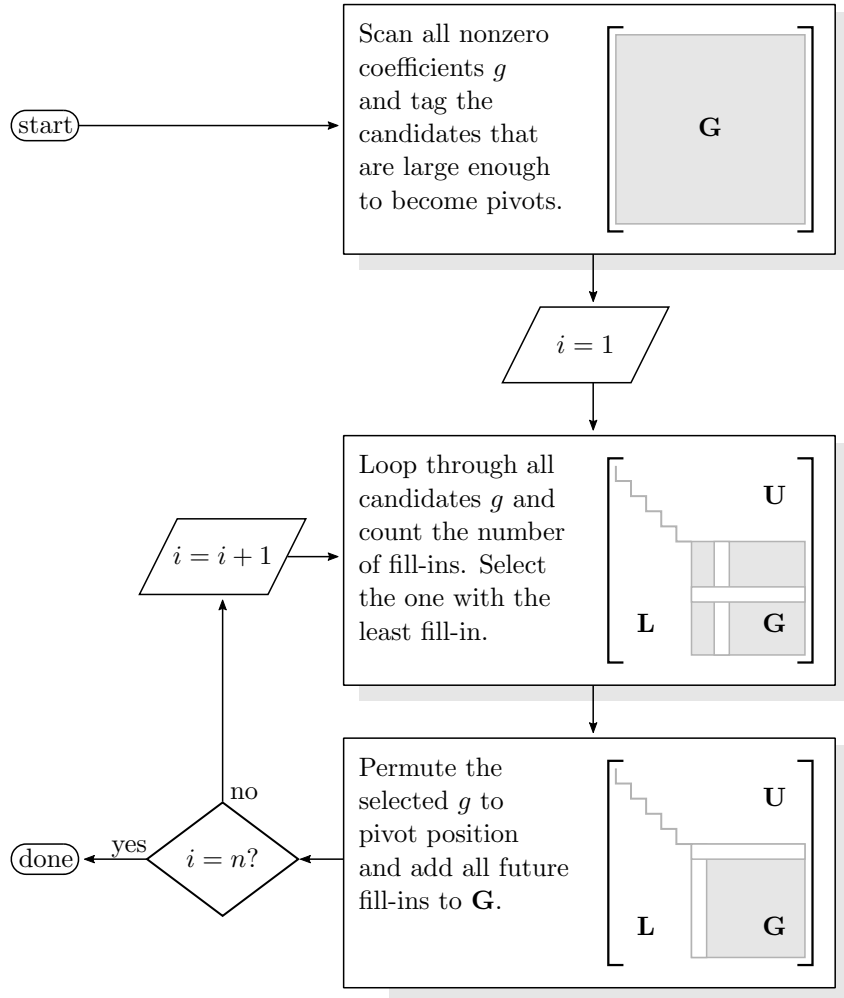 Scan all nonzero
coefficients g
and tag the
candidates that
are large enough
to become pivots.
G
start
i = 1
Loop through all
candidates g and
count the number
of fill-ins. Select
the one with the
least fill-in.
U
L
G
i = i + 1
Permute the
selected g to
pivot position
and add all future
fill-ins to G.
U
L
G
no
i = n?
yes
done